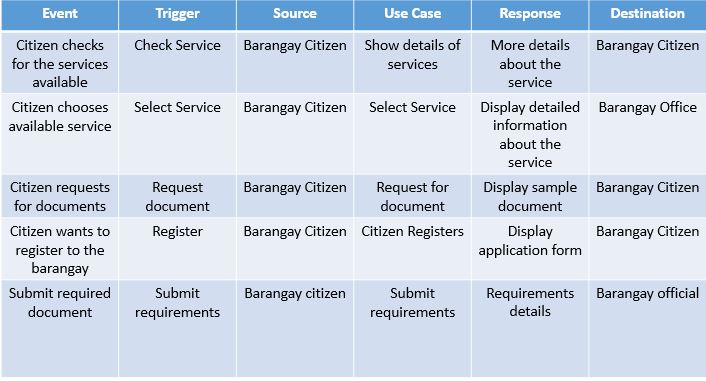 Event Trigger Source Use Case Response Destination
Citizen checks for the services available Check Service Barangay Citizen Show details of services More details about the service Barangay Citizen
Citizen chooses available service Select Service Barangay Citizen Select Service Display detailed information about the service Barangay Office
Citizen requests for documents Request document Barangay Citizen Request for document Display sample document Barangay Citizen
Citizen wants to register to the barangay Register Barangay Citizen Citizen Registers Display application form Barangay Citizen
Submit required document Submit requirements Barangay citizen Submit requirements Requirements details Barangay official